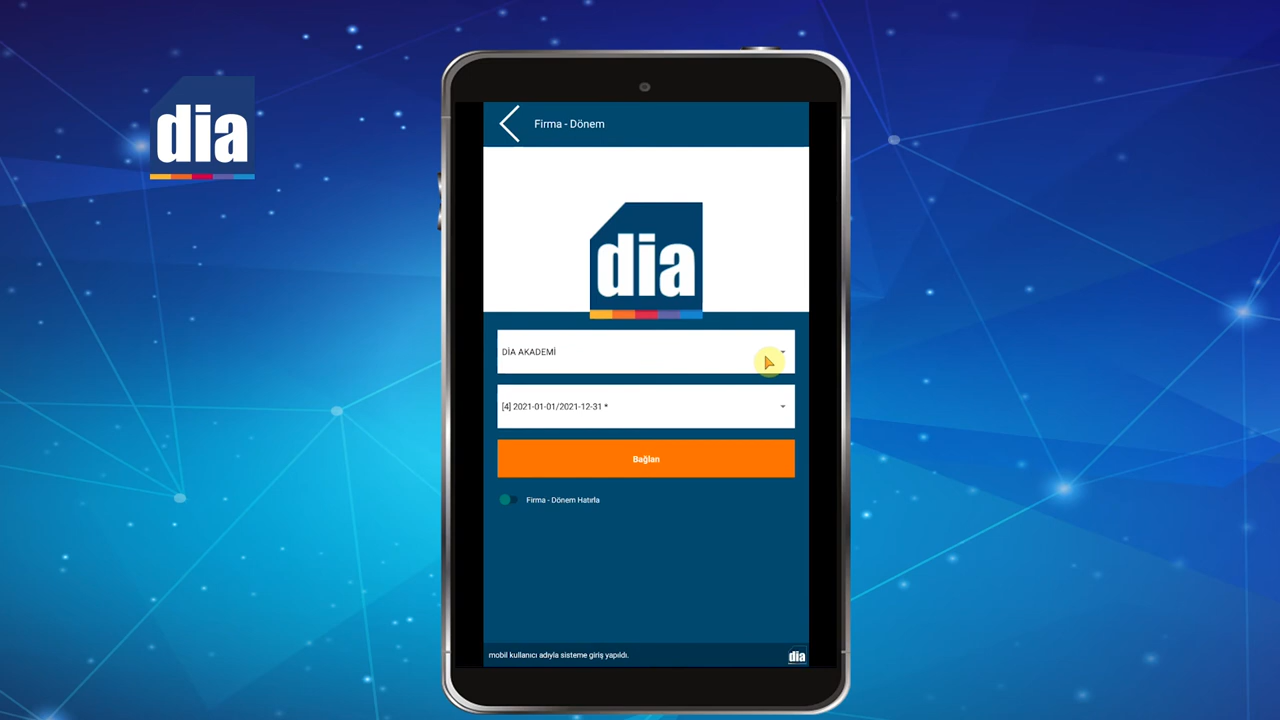 dia
Firma - Dönem
dia
DİA AKADEMİ
[4] 2021-01-01/2021-12-31 *
Bağlan
Firma - Dönem Hatırla
mobil kullanıcı adıyla sisteme giriş yapıldı.
dia